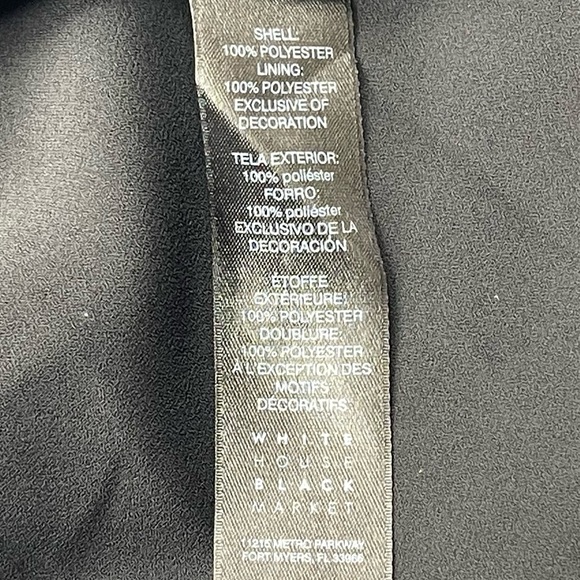 SHELL:
100% POLYESTER
LINING:
100% POLYESTER
EXCLUSIVE OF
DECORATION
TELA EXTERIOR:
100% poliéster
FORRO:
100% poliéster
EXCLUSIVO DE LA
DECORACIÓN
ÉTOFFE
EXTÉRIEURE:
100% POLYESTER
DOUBLURE:
100% POLYESTER
À L'EXCEPTION DES
MOTIFS
DÉCORATIFS
WHITE
HOUSE
BLACK
MARKET
11215 METRO PARKWAY
FORT MYERS, FL 33966